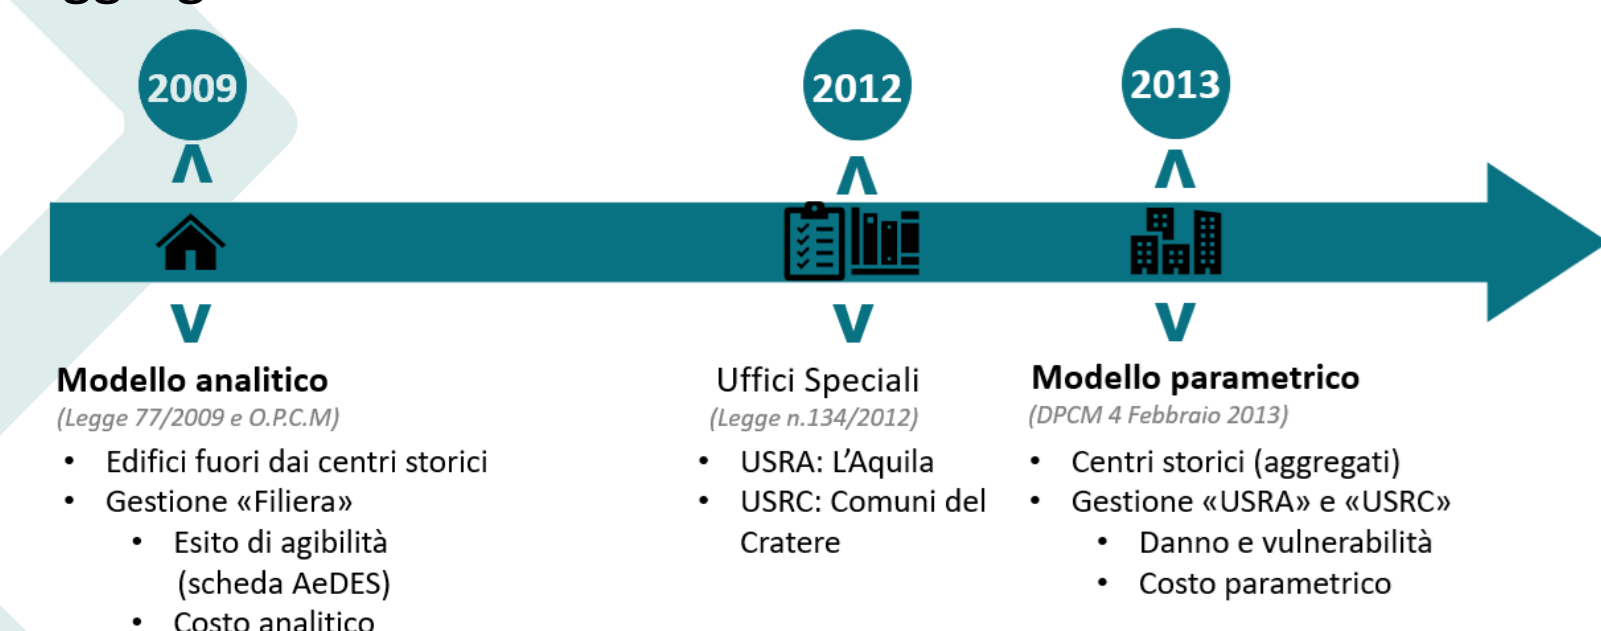 2009
2012
2013
Modello analitico
(Legge 77/2009 e O.P.C.M)
• Edifici fuori dai centri storici
• Gestione «Filiera»
• Esito di agibilità
(scheda AeDES)
• Costo analitico
Uffici Speciali
(Legge n.134/2012)
• USRA: L’Aquila
• USRC: Comuni del
Cratere
Modello parametrico
(DPCM 4 Febbraio 2013)
• Centri storici (aggregati)
• Gestione «USRA» e «USRC»
• Danno e vulnerabilità
• Costo parametrico